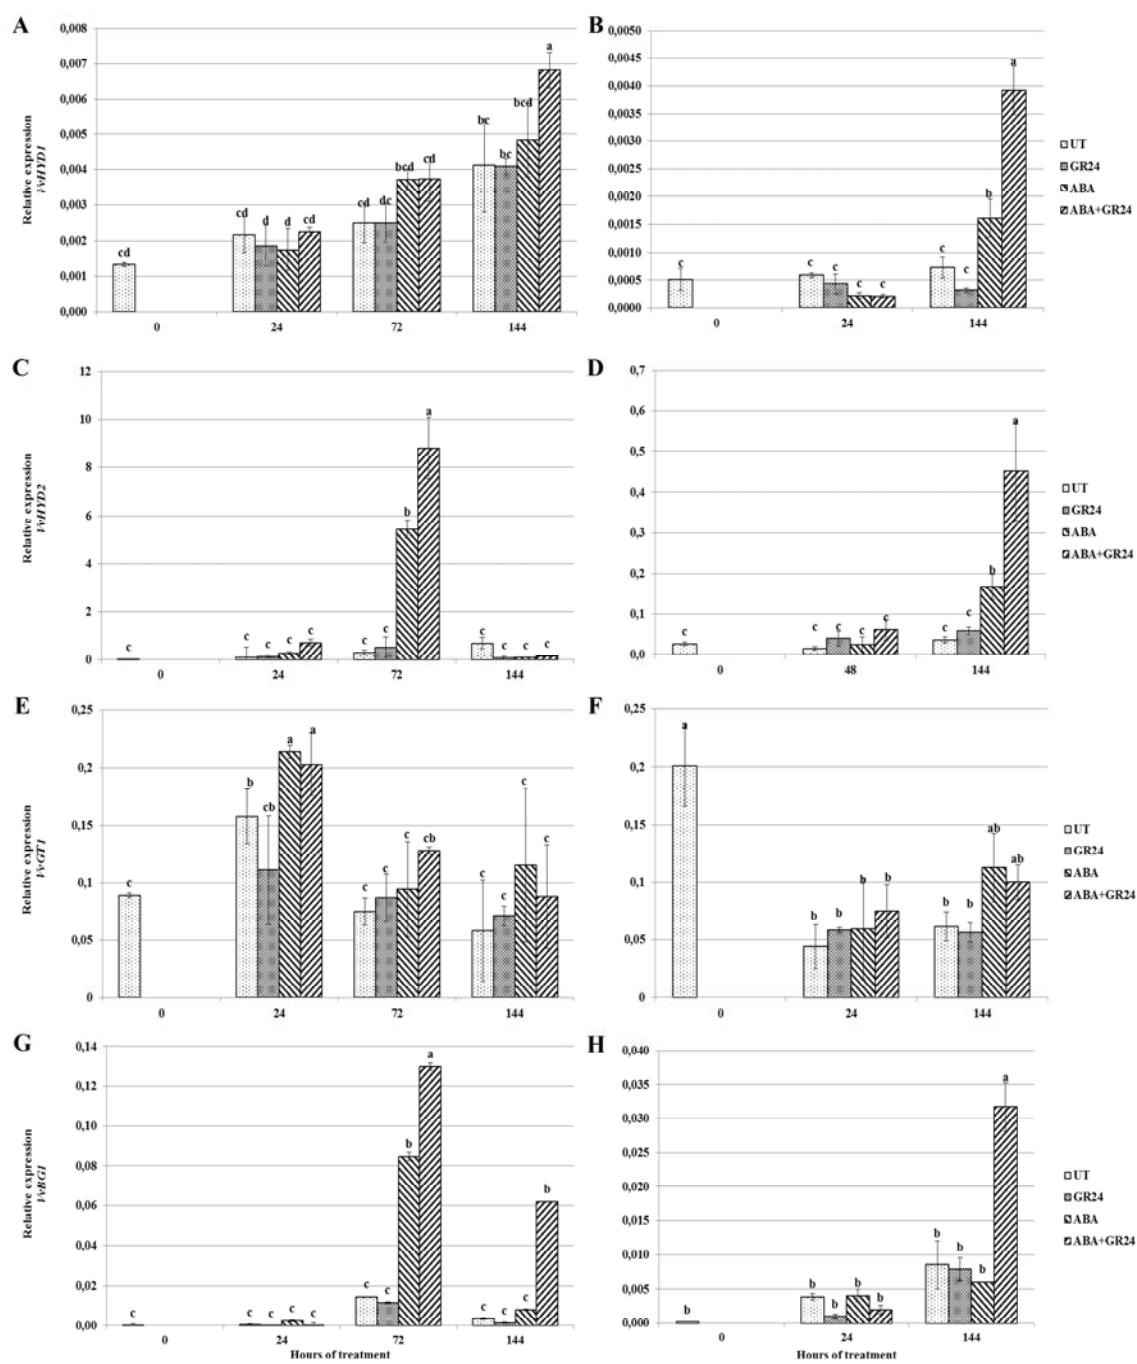 A
Relative expression
VvHYD1
0,008
0,007
0,006
0,005
0,004
0,003
0,002
0,001
0,000
cd
cd
d
d
cd
cd
dc
bcd
cd
bc
bc
bcd
a
0
24
72
144
B
0,0050
0,0045
0,0040
0,0035
0,0030
0,0025
0,0020
0,0015
0,0010
0,0005
0,0000
c
c
c
c
c
c
c
b
a
0
24
144
UT
GR24
ABA
ABA+GR24
C
Relative expression
VvHYD2
12
10
8
6
4
2
0
c
c
c
c
c
c
c
b
a
c
c
c
c
0
24
72
144
D
0,7
0,6
0,5
0,4
0,3
0,2
0,1
0,0
c
c
c
c
c
c
c
b
a
0
48
144
UT
GR24
ABA
ABA+GR24
E
Relative expression
VvGT1
0,25
0,2
0,15
0,1
0,05
0
c
b
cb
a
a
c
c
c
cb
c
c
c
c
0
24
72
144
F
0,25
0,2
0,15
0,1
0,05
0
a
b
b
b
b
b
b
ab
ab
0
24
144
UT
GR24
ABA
ABA+GR24
G
Relative expression
VvBG1
0,14
0,12
0,10
0,08
0,06
0,04
0,02
0,00
c
c
c
c
c
c
c
b
a
c
c
c
b
0
24
72
144
Hours of treatment
H
0,040
0,035
0,030
0,025
0,020
0,015
0,010
0,005
0,000
b
b
b
b
b
b
b
b
a
0
24
144
Hours of treatment
UT
GR24
ABA
ABA+GR24